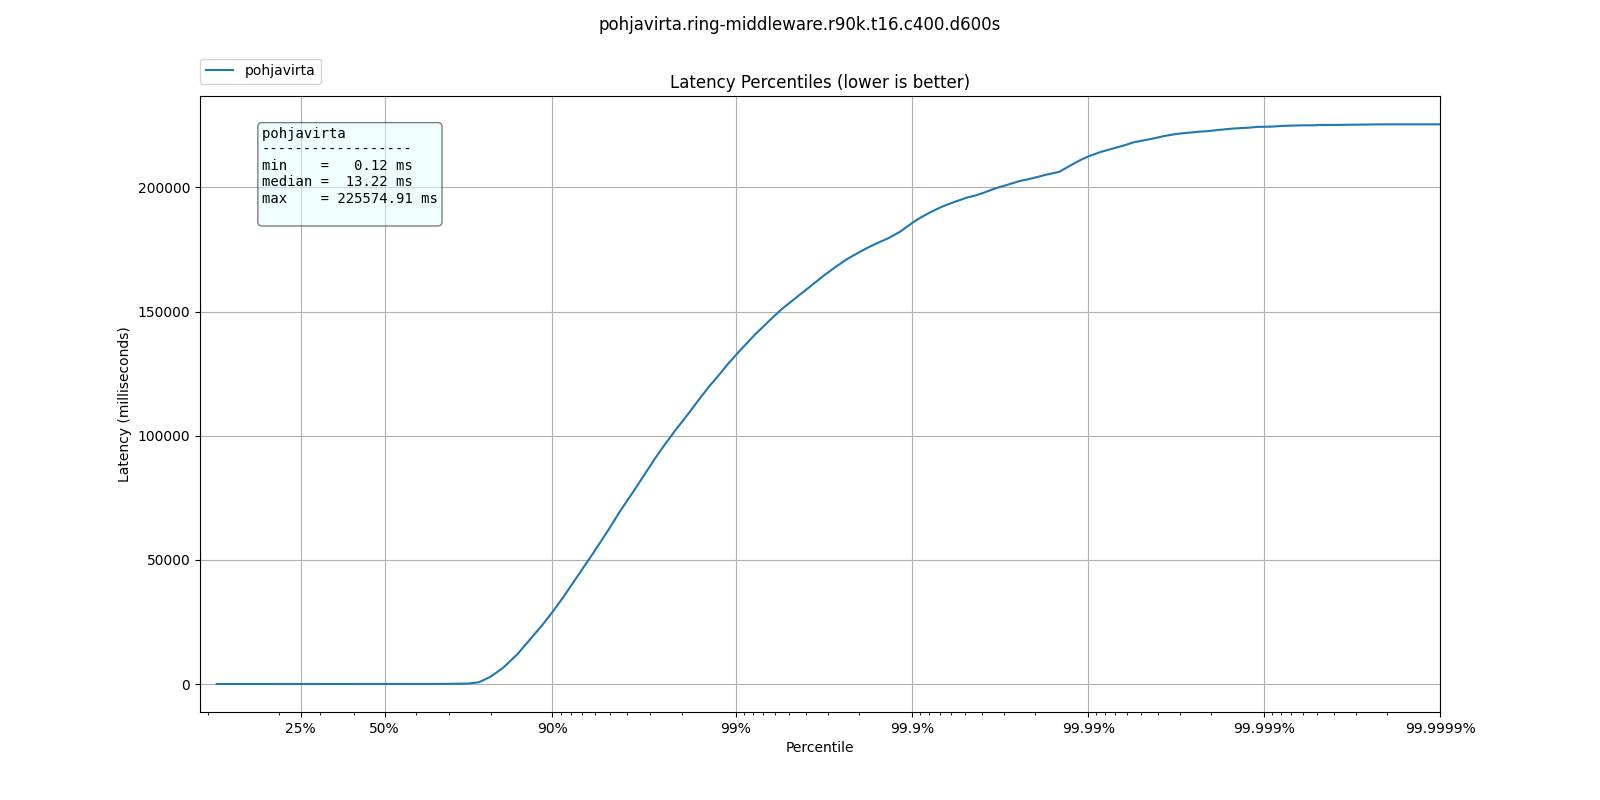 pohjavirta.ring-middleware.r90k.t16.c400.d600s
pohjavirta
Latency Percentiles (lower is better)
pohjavirta
------------------
min    =   0.12 ms
median =  13.22 ms
max    = 225574.91 ms
200000
150000
100000
50000
0
Latency (milliseconds)
25% 50% 90% 99% 99.9% 99.99% 99.999% 99.9999%
Percentile